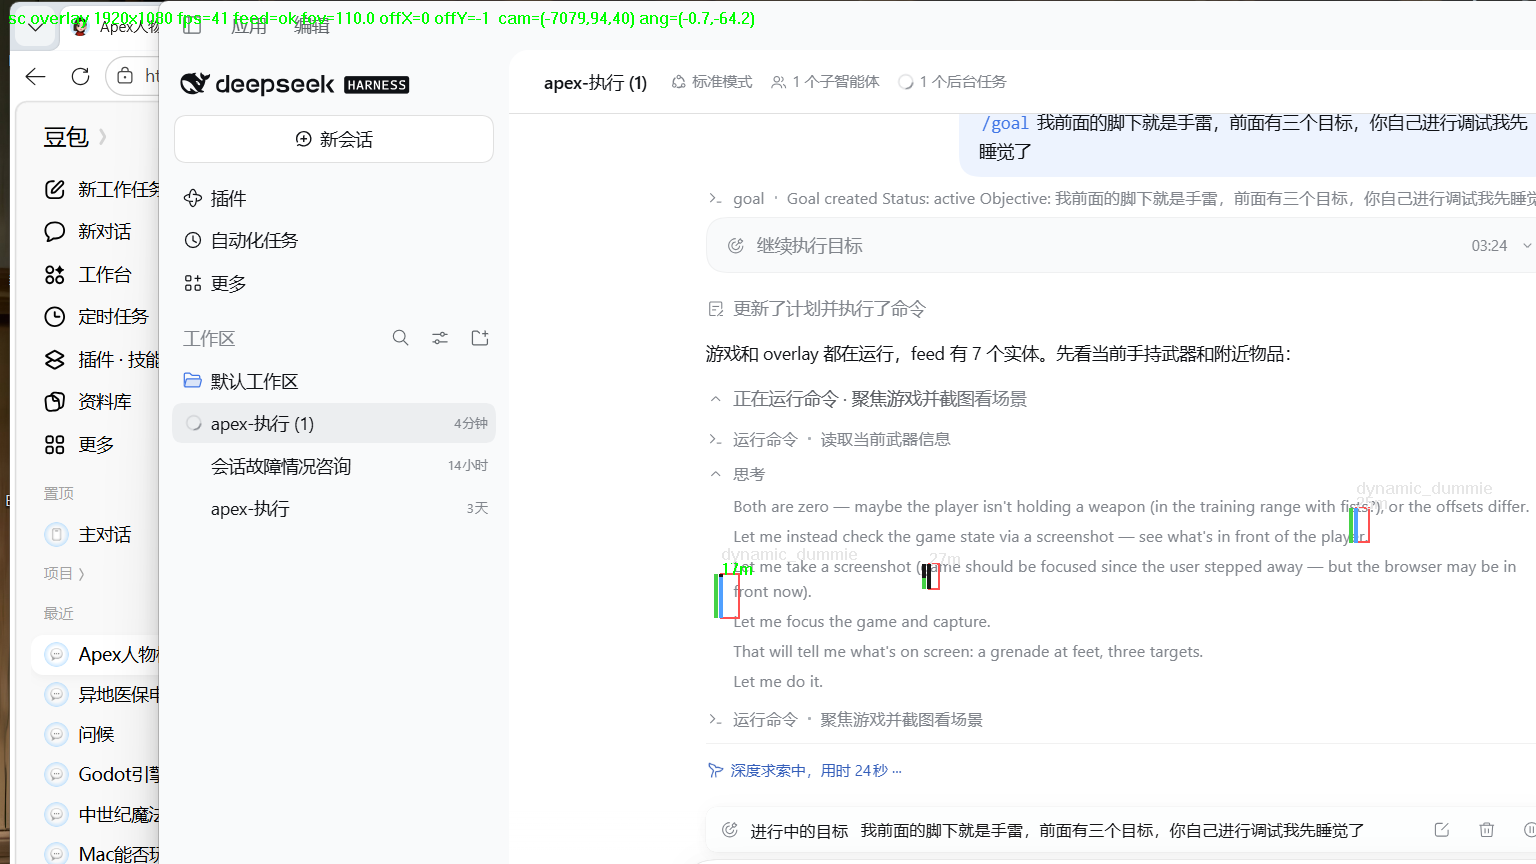 sc overlay 1920x1080 fps=41 feed=ok fov=110.0 offX=0 offY=-1 cam=(-7079,94,40) ang=(-0.7,-64.2)
Apex人物
应用 编辑
豆包
新工作任务
新对话
工作台
定时任务
插件 · 技能
资料库
更多
置顶
主对话
项目
最近
Apex人物
异地医保
问候
Godot引擎
中世纪魔法
Mac能否玩
deepseek HARNESS
新会话
插件
自动化任务
更多
工作区
默认工作区
apex-执行 (1) 4分钟
会话故障情况咨询 14小时
apex-执行 3天
apex-执行 (1) 标准模式 1 个子智能体 1 个后台任务
/goal 我前面的脚下就是手雷，前面有三个目标，你自己进行调试我先
睡觉了
goal · Goal created Status: active Objective: 我前面的脚下就是手雷，前面有三个目标，你自己进行调试我先睡觉
继续执行目标 03:24
更新了计划并执行了命令
游戏和 overlay 都在运行，feed 有 7 个实体。先看当前手持武器和附近物品：
正在运行命令 · 聚焦游戏并截图看场景
运行命令 · 读取当前武器信息
思考
dynamic_dummie
Both are zero — maybe the player isn't holding a weapon (in the training range with fists?), or the offsets differ.
Let me instead check the game state via a screenshot — see what's in front of the player.
dynamic_dummie
17m
27m
Let me take a screenshot (game should be focused since the user stepped away — but the browser may be in
front now).
Let me focus the game and capture.
That will tell me what's on screen: a grenade at feet, three targets.
Let me do it.
运行命令 · 聚焦游戏并截图看场景
深度求索中，用时 24秒 ...
进行中的目标 我前面的脚下就是手雷，前面有三个目标，你自己进行调试我先睡觉了